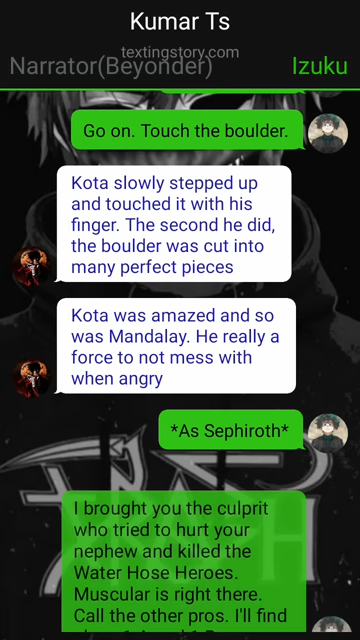 Kumar Ts
textingstory.com
Narrator(Beyonder)
Izuku
Go on. Touch the boulder.
Kota slowly stepped up
and touched it with his
finger. The second he did,
the boulder was cut into
many perfect pieces
Kota was amazed and so
was Mandalay. He really a
force to not mess with
when angry
*As Sephiroth*
I brought you the culprit
who tried to hurt your
nephew and killed the
Water Hose Heroes.
Muscular is right there.
Call the other pros. I'll find